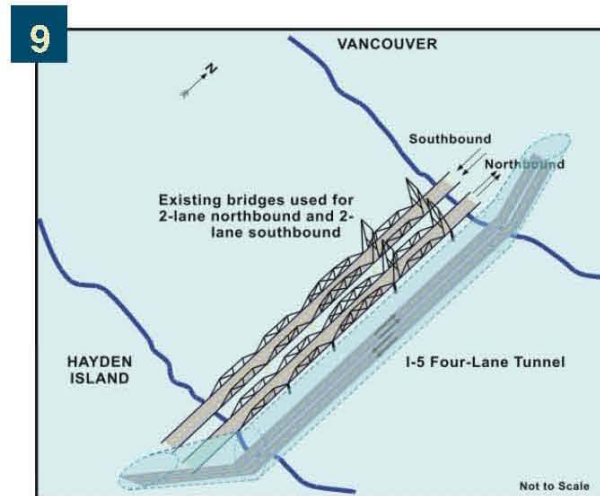 9
VANCOUVER
N
Southbound
Northbound
Existing bridges used for
2-lane northbound and 2-
lane southbound
HAYDEN
ISLAND
I-5 Four-Lane Tunnel
Not to Scale